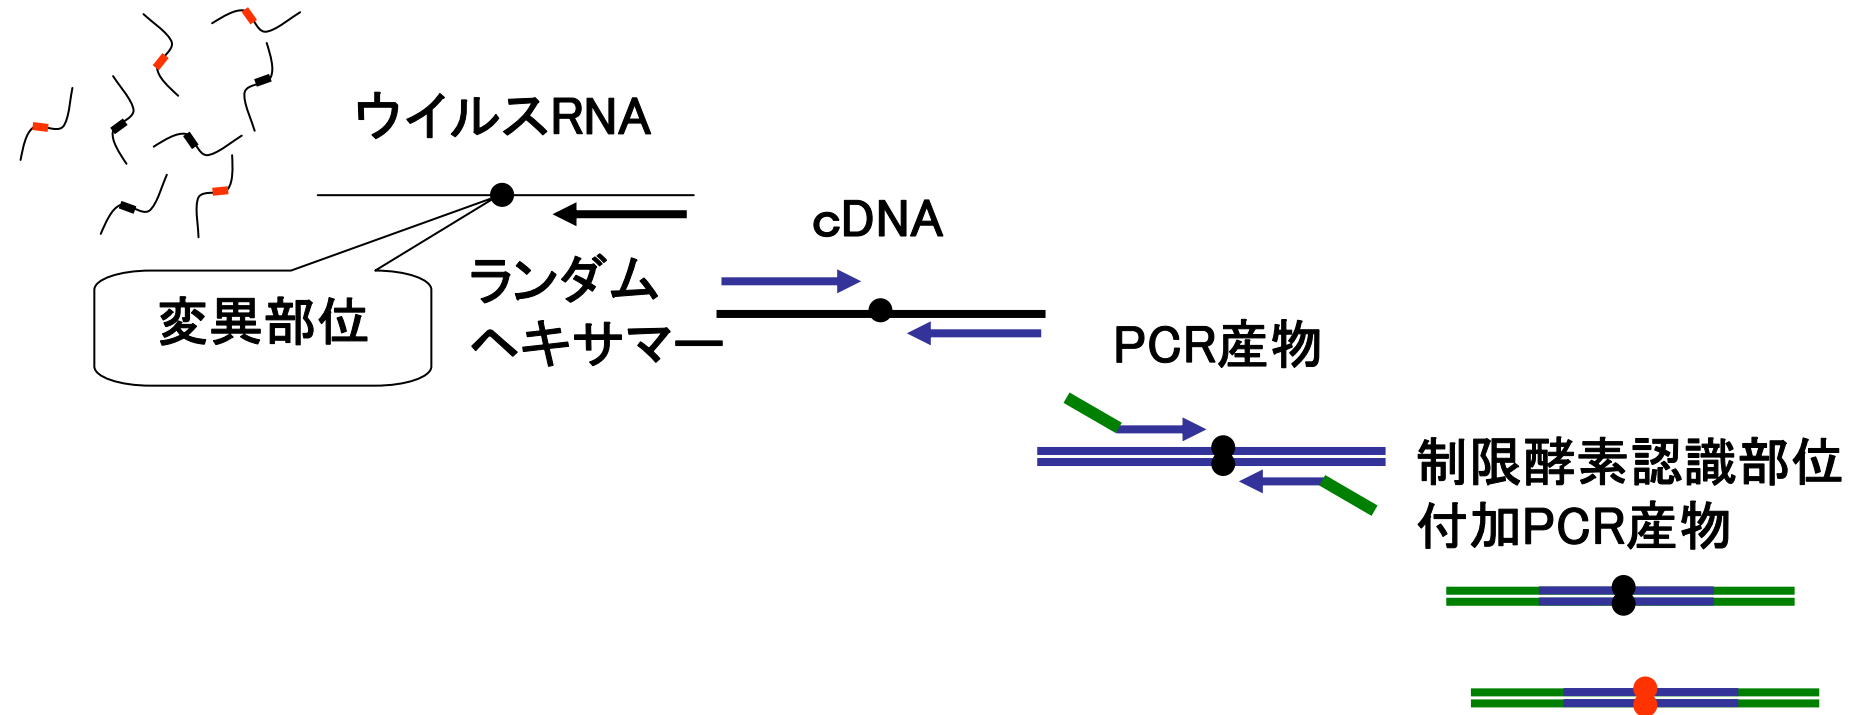 ウイルスRNA
cDNA
変異部位
ランダム
ヘキサマー
PCR産物
制限酵素認識部位
付加PCR産物